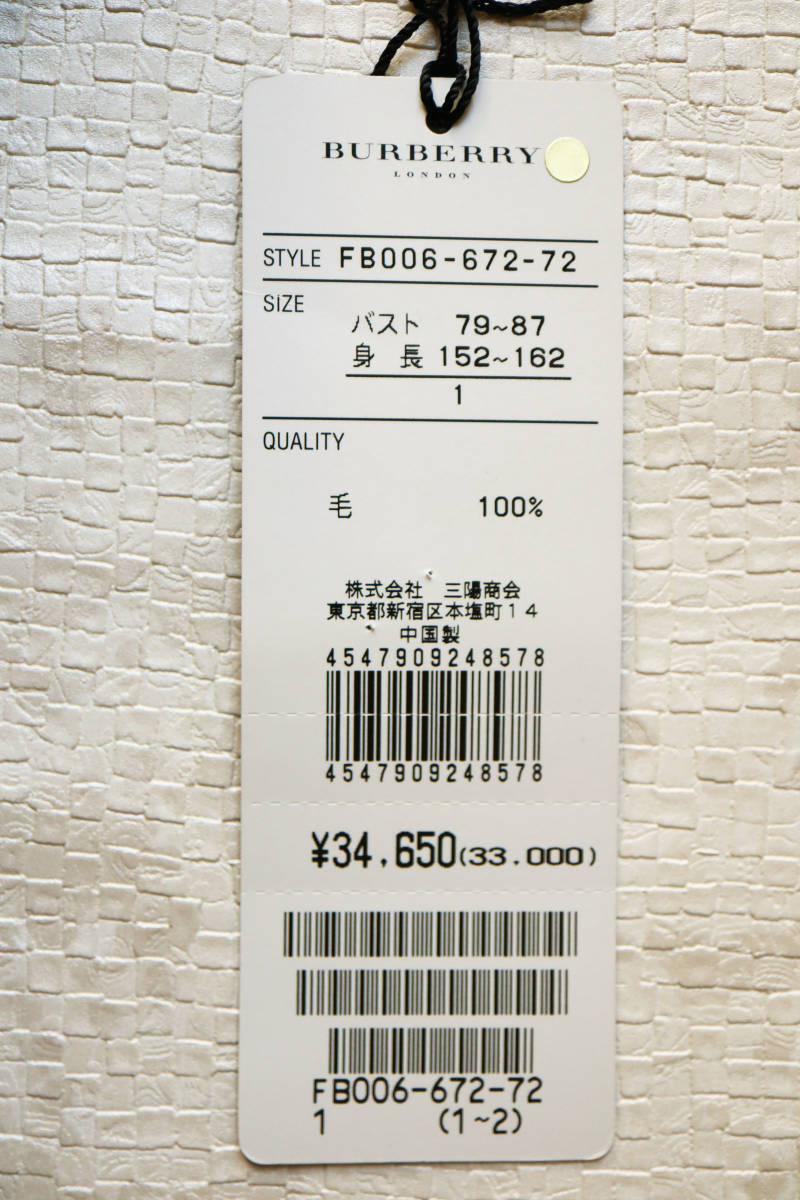 BURBERRY
LONDON
STYLE FB006-672-72
SiZE
バスト 79~87
身長 152~162
1
QUALITY
毛 100%
株式会社 三陽商会
東京都新宿区本塩町14
中国製
4547909248578
4547909248578
¥34,650(33.000)
FB006-672-72
1 (1~2)